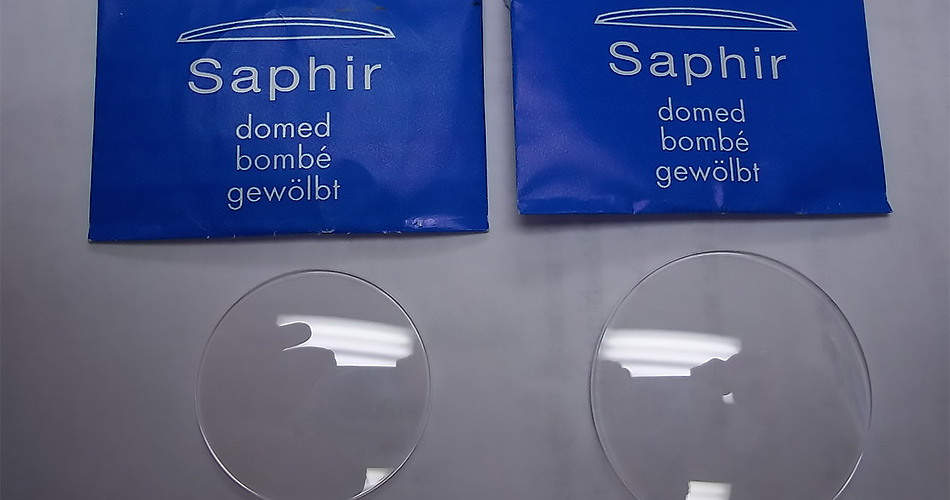 Saphir
domed
bombé
gewölbt
Saphir
domed
bombé
gewölbt